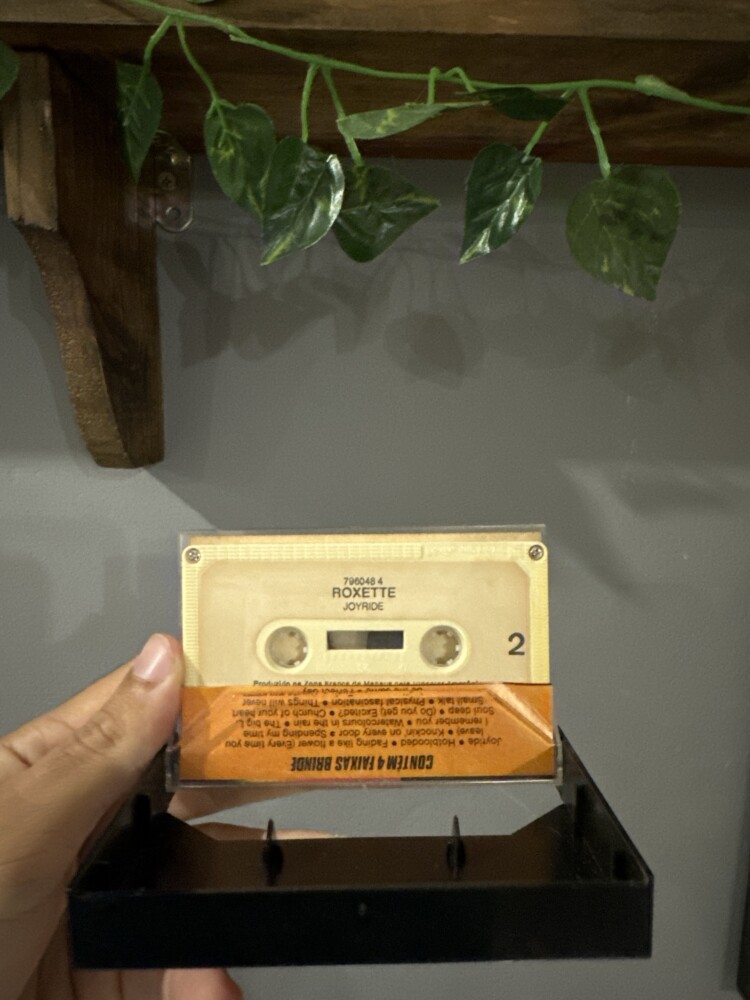 796048 4
ROXETTE
JOYRIDE
2
Produzido na Zona Franca de Manaus
CONTÉM 4 FAIXAS BRINDE
Joyride • Hotblooded • Fading like a flower (Every time you
leave) • Knockin' on every door • Spending my time
I remember you • Watercolours in the rain • The big L.
Soul deep • (Do you get) Excited? • Church of your heart
Small talk • Physical fascination • Things will never
• Perfect day